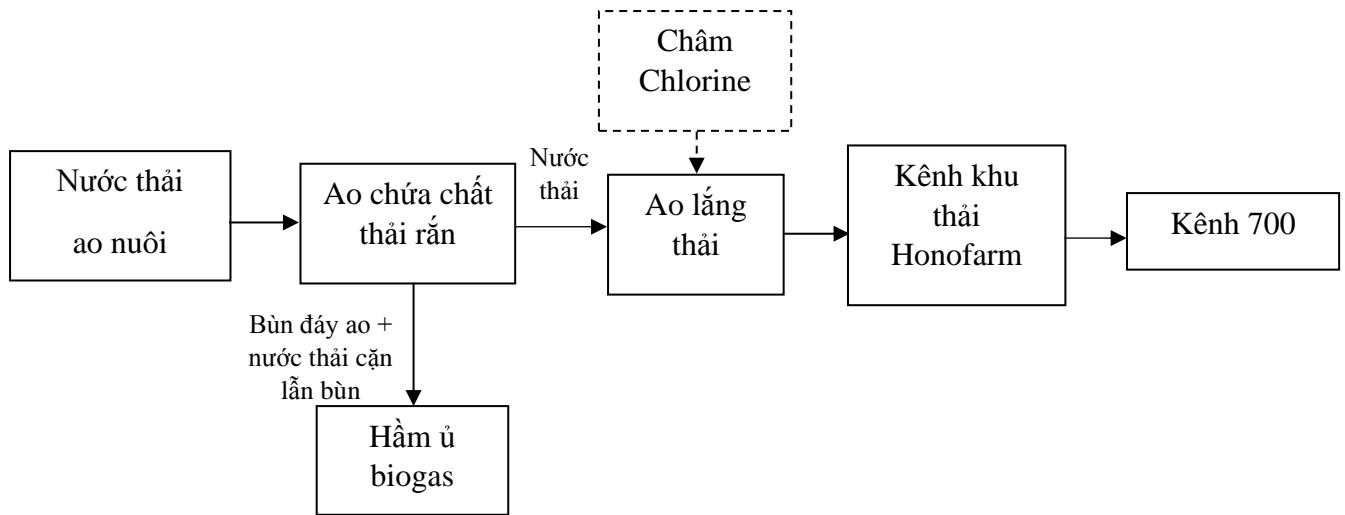 Châm
Chlorine
Nước thải
ao nuôi
Ao chứa chất
thải rắn
Nước
thải
Ao lắng
thải
Kênh khu
thải
Honofarm
Kênh 700
Bùn đáy ao +
nước thải cặn
lẫn bùn
Hầm ủ
biogas